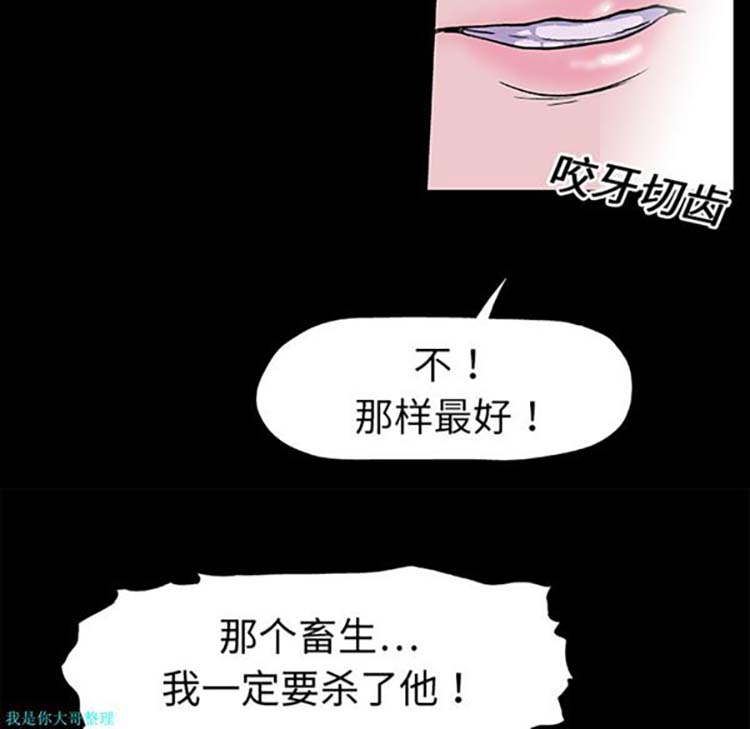 咬牙切齿
不！
那样最好！
那个畜生...
我一定要杀了他！
我是你大哥整理